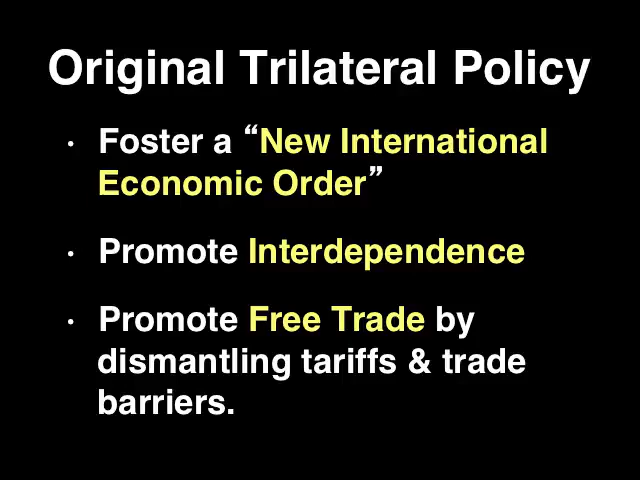 Original Trilateral Policy
• Foster a “New International
Economic Order”
• Promote Interdependence
• Promote Free Trade by
dismantling tariffs & trade
barriers.